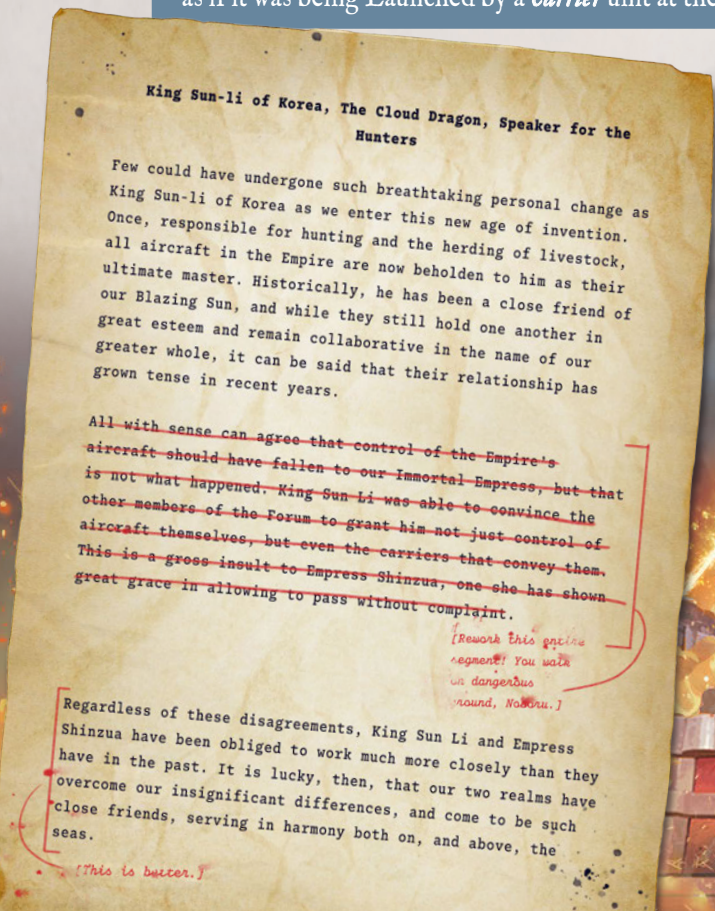 as if it was being Launched by a carrier unit at the
King Sun-li of Korea, The Cloud Dragon, Speaker for the
Hunters
Few could have undergone such breathtaking personal change as
King Sun-li of Korea as we enter this new age of invention.
Once, responsible for hunting and the herding of livestock,
all aircraft in the Empire are now beholden to him as their
ultimate master. Historically, he has been a close friend of
our Blazing Sun, and while they still hold one another in
great esteem and remain collaborative in the name of our
greater whole, it can be said that their relationship has
grown tense in recent years.
All with sense can agree that control of the Empire's
aircraft should have fallen to our Immortal Empress, but that
is not what happened. King Sun Li was able to convince the
other members of the Forum to grant him not just control of
aircraft themselves, but even the carriers that convey them.
This is a gross insult to Empress Shinzua, one she has shown
great grace in allowing to pass without complaint.
[Rework this entire
segment! You walk
on dangerous
ground, Noburu.]
Regardless of these disagreements, King Sun Li and Empress
Shinzua have been obliged to work much more closely than they
have in the past. It is lucky, then, that our two realms have
overcome our insignificant differences, and come to be such
close friends, serving in harmony both on, and above, the
seas.
[This is better.]